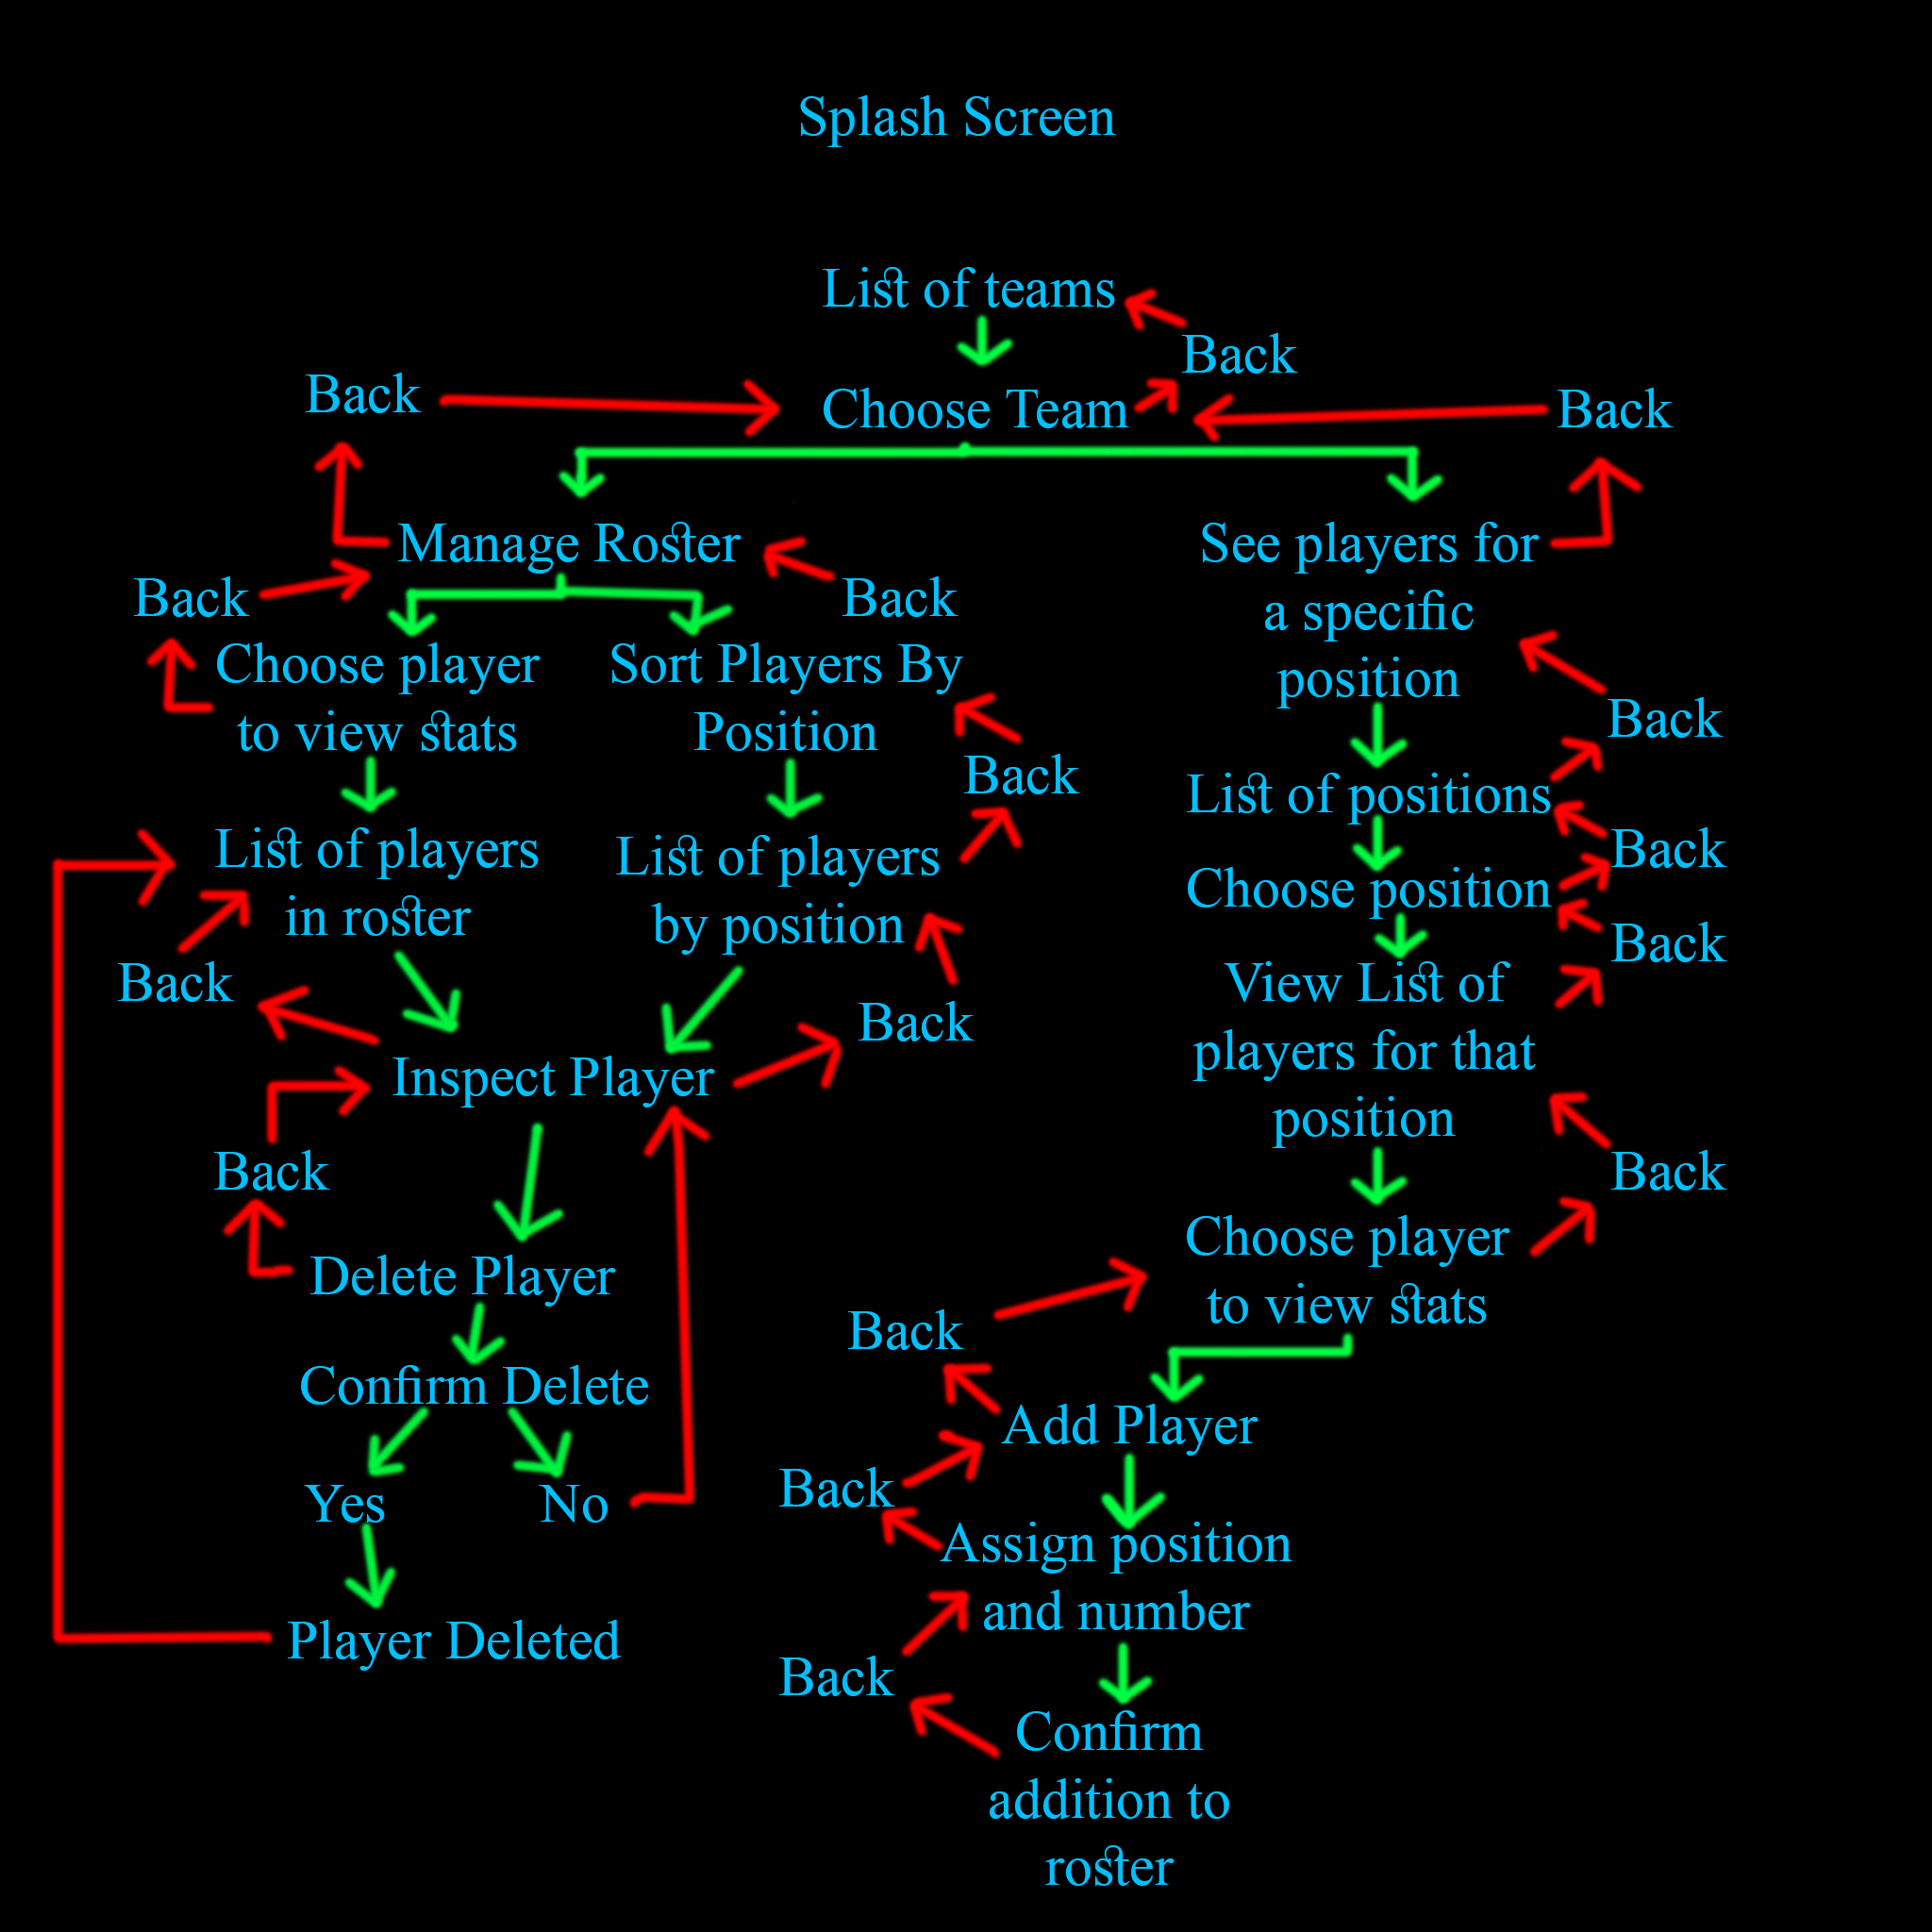 Splash Screen
List of teams
Back
Back
Choose Team
Back
Manage Roster
See players for
a specific
position
Back
Back
Choose player
to view stats
Sort Players By
Position
Back
Back
List of positions
List of players
in roster
List of players
by position
Back
Choose position
Back
Back
View List of
players for that
position
Back
Inspect Player
Back
Back
Choose player
to view stats
Delete Player
Back
Confirm Delete
Add Player
Yes
No
Back
Assign position
and number
Player Deleted
Back
Confirm
addition to
roster